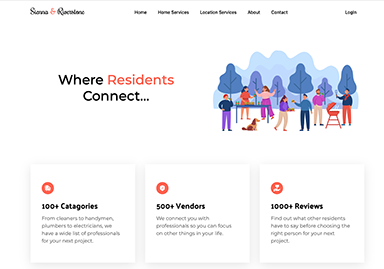 Sienna & Riverstone
Home Home Services Location Services About Contact Login
Where Residents
Connect...
100+ Catagories
From cleaners to handymen,
plumbers to electricians, we
have a wide list of professionals
for your next project.
500+ Vendors
We connect you with
professionals so you can focus
on other things in your life.
1000+ Reviews
Find out what other residents
have to say before choosing the
right person for your next
project.